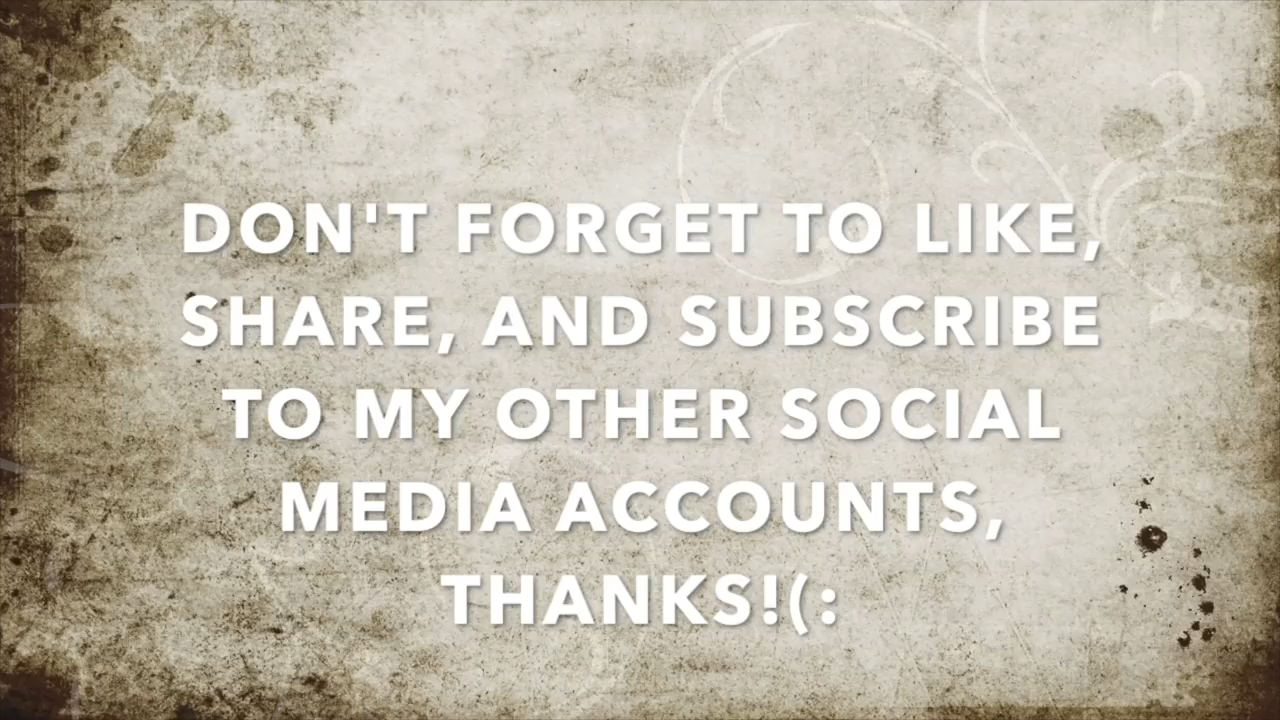 DON'T FORGET TO LIKE,
SHARE, AND SUBSCRIBE
TO MY OTHER SOCIAL
MEDIA ACCOUNTS,
THANKS!(: